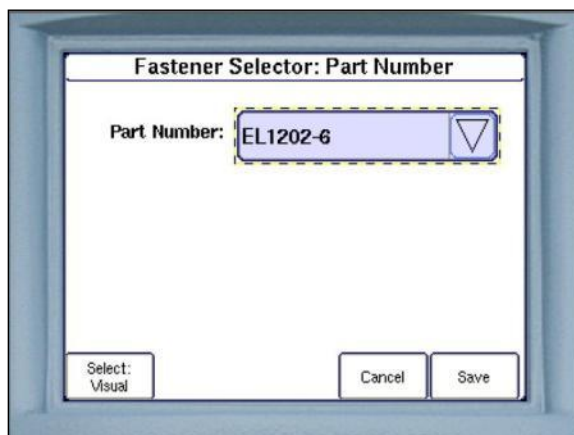 Fastener Selector: Part Number
Part Number: EL1202-6
Select:
Visual
Cancel
Save